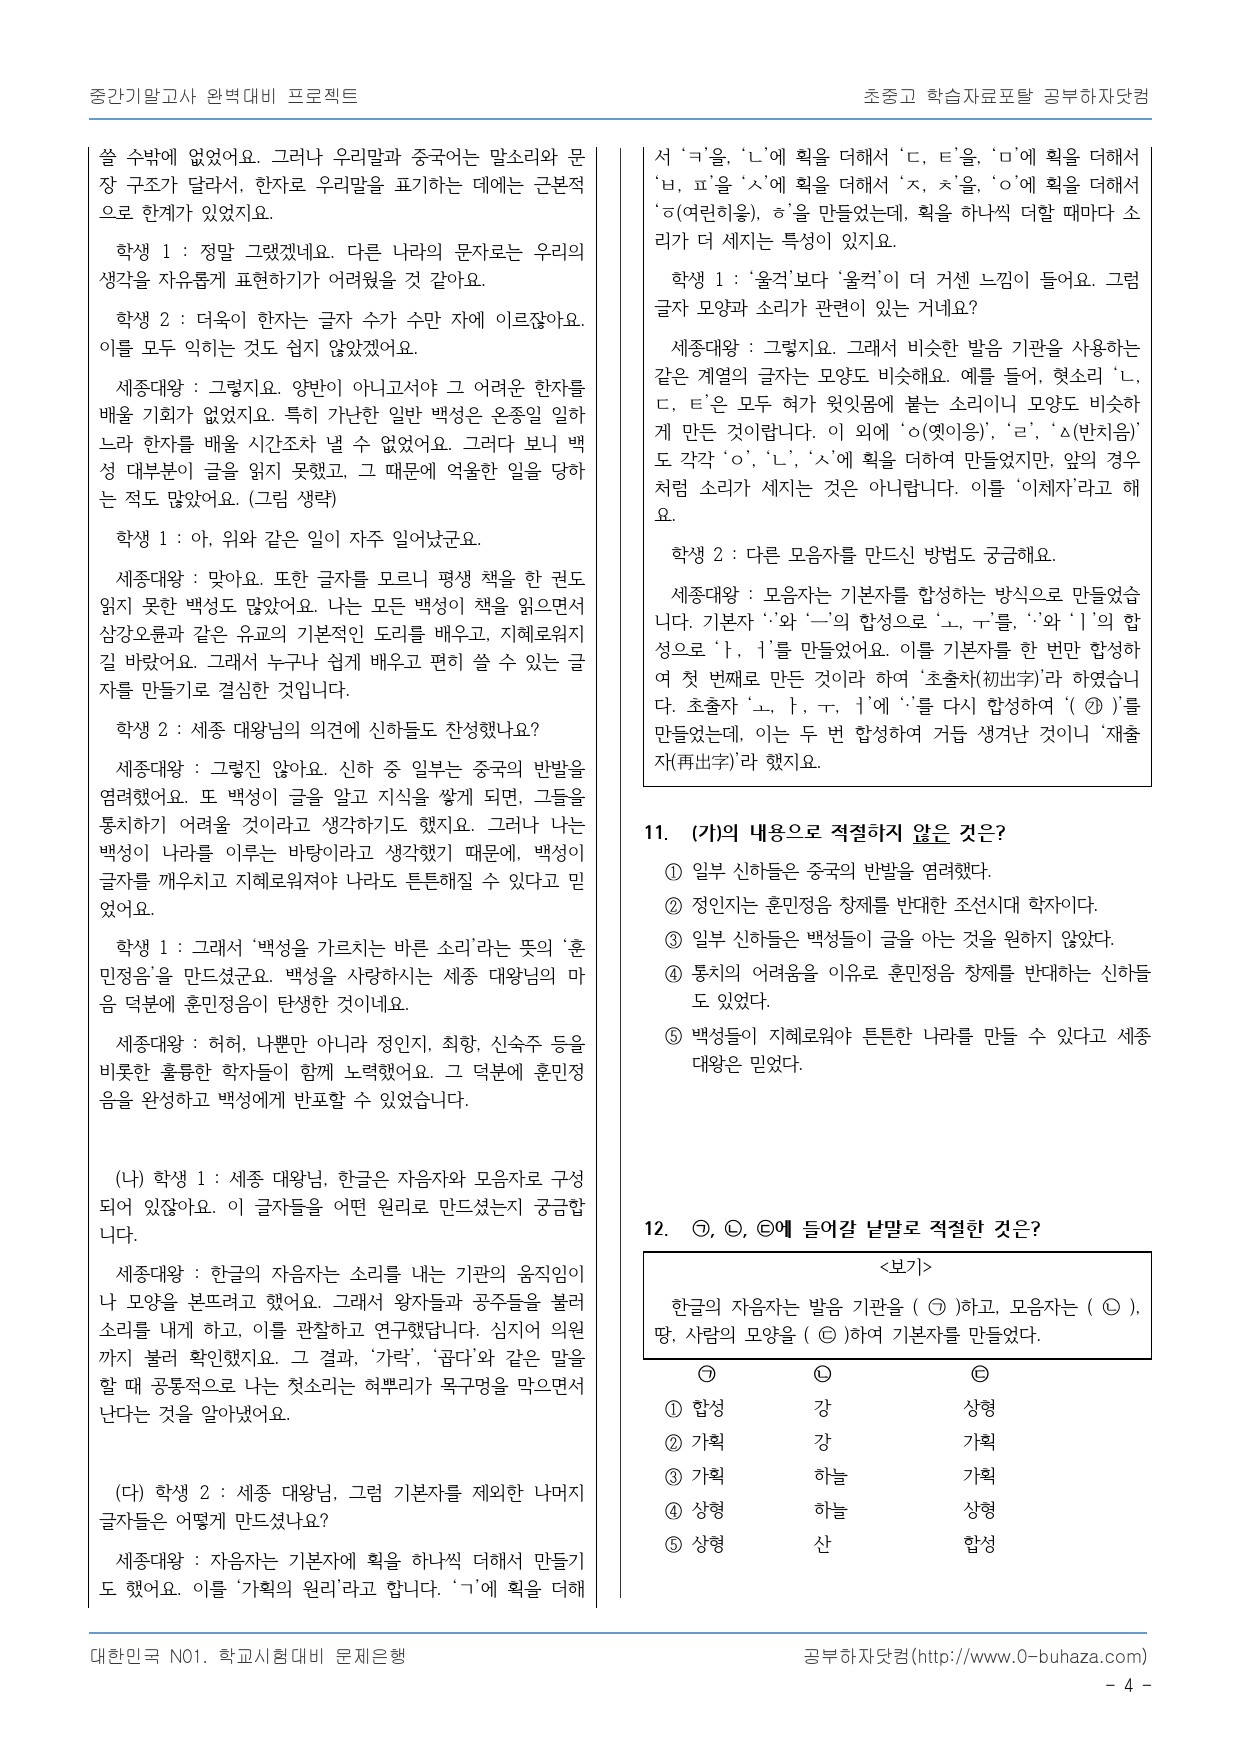 중간기말고사 완벽대비 프로젝트
초중고 학습자료포탈 공부하자닷컴
쓸 수밖에 없었어요. 그러나 우리말과 중국어는 말소리와 문
장 구조가 달라서, 한자로 우리말을 표기하는 데에는 근본적
으로 한계가 있었지요.
학생 1 : 정말 그랬겠네요. 다른 나라의 문자로는 우리의
생각을 자유롭게 표현하기가 어려웠을 것 같아요.
학생 2 : 더욱이 한자는 글자 수가 수만 자에 이르잖아요.
이를 모두 익히는 것도 쉽지 않았겠어요.
세종대왕 : 그렇지요. 양반이 아니고서야 그 어려운 한자를
배울 기회가 없었지요. 특히 가난한 일반 백성은 온종일 일하
느라 한자를 배울 시간조차 낼 수 없었어요. 그러다 보니 백
성 대부분이 글을 읽지 못했고, 그 때문에 억울한 일을 당하
는 적도 많았어요. (그림 생략)
학생 1 : 아, 위와 같은 일이 자주 일어났군요.
세종대왕 : 맞아요. 또한 글자를 모르니 평생 책을 한 권도
읽지 못한 백성도 많았어요. 나는 모든 백성이 책을 읽으면서
삼강오륜과 같은 유교의 기본적인 도리를 배우고, 지혜로워지
길 바랐어요. 그래서 누구나 쉽게 배우고 편히 쓸 수 있는 글
자를 만들기로 결심한 것입니다.
학생 2 : 세종 대왕님의 의견에 신하들도 찬성했나요?
세종대왕 : 그렇진 않아요. 신하 중 일부는 중국의 반발을
염려했어요. 또 백성이 글을 알고 지식을 쌓게 되면, 그들을
통치하기 어려울 것이라고 생각하기도 했지요. 그러나 나는
백성이 나라를 이루는 바탕이라고 생각했기 때문에, 백성이
글자를 깨우치고 지혜로워져야 나라도 튼튼해질 수 있다고 믿
었어요.
학생 1 : 그래서 ‘백성을 가르치는 바른 소리’라는 뜻의 ‘훈
민정음’을 만드셨군요. 백성을 사랑하시는 세종 대왕님의 마
음 덕분에 훈민정음이 탄생한 것이네요.
세종대왕 : 허허, 나뿐만 아니라 정인지, 최항, 신숙주 등을
비롯한 훌륭한 학자들이 함께 노력했어요. 그 덕분에 훈민정
음을 완성하고 백성에게 반포할 수 있었습니다.
(나) 학생 1 : 세종 대왕님, 한글은 자음자와 모음자로 구성
되어 있잖아요. 이 글자들을 어떤 원리로 만드셨는지 궁금합
니다.
세종대왕 : 한글의 자음자는 소리를 내는 기관의 움직임이
나 모양을 본뜨려고 했어요. 그래서 왕자들과 공주들을 불러
소리를 내게 하고, 이를 관찰하고 연구했답니다. 심지어 의원
까지 불러 확인했지요. 그 결과, ‘가락’, ‘곱다’와 같은 말을
할 때 공통적으로 나는 첫소리는 혀뿌리가 목구멍을 막으면서
난다는 것을 알아냈어요.
(다) 학생 2 : 세종 대왕님, 그럼 기본자를 제외한 나머지
글자들은 어떻게 만드셨나요?
세종대왕 : 자음자는 기본자에 획을 하나씩 더해서 만들기
도 했어요. 이를 ‘가획의 원리’라고 합니다. ‘ㄱ’에 획을 더해
서 ‘ㅋ’을, ‘ㄴ’에 획을 더해서 ‘ㄷ, ㅌ’을, ‘ㅁ’에 획을 더해서
‘ㅂ, ㅍ’을 ‘ㅅ’에 획을 더해서 ‘ㅈ, ㅊ’을, ‘ㅇ’에 획을 더해서
‘ㆆ(여린히읗), ㅎ’을 만들었는데, 획을 하나씩 더할 때마다 소
리가 더 세지는 특성이 있지요.
학생 1 : ‘울걱’보다 ‘울컥’이 더 거센 느낌이 들어요. 그럼
글자 모양과 소리가 관련이 있는 거네요?
세종대왕 : 그렇지요. 그래서 비슷한 발음 기관을 사용하는
같은 계열의 글자는 모양도 비슷해요. 예를 들어, 혓소리 ‘ㄴ,
ㄷ, ㅌ’은 모두 혀가 윗잇몸에 붙는 소리이니 모양도 비슷하
게 만든 것이랍니다. 이 외에 ‘ㆁ(옛이응)’, ‘ㄹ’, ‘ㅿ(반치음)’
도 각각 ‘ㅇ’, ‘ㄴ’, ‘ㅅ’에 획을 더하여 만들었지만, 앞의 경우
처럼 소리가 세지는 것은 아니랍니다. 이를 ‘이체자’라고 해
요.
학생 2 : 다른 모음자를 만드신 방법도 궁금해요.
세종대왕 : 모음자는 기본자를 합성하는 방식으로 만들었습
니다. 기본자 ‘·’와 ‘ㅡ’의 합성으로 ‘ㅗ, ㅜ’를, ‘·’와 ‘ㅣ’의 합
성으로 ‘ㅏ, ㅓ’를 만들었어요. 이를 기본자를 한 번만 합성하
여 첫 번째로 만든 것이라 하여 ‘초출차(初出字)’라 하였습니
다. 초출자 ‘ㅗ, ㅏ, ㅜ, ㅓ’에 ‘·’를 다시 합성하여 ‘( ㉮ )’를
만들었는데, 이는 두 번 합성하여 거듭 생겨난 것이니 ‘재출
자(再出字)’라 했지요.
11. (가)의 내용으로 적절하지 않은 것은?
① 일부 신하들은 중국의 반발을 염려했다.
② 정인지는 훈민정음 창제를 반대한 조선시대 학자이다.
③ 일부 신하들은 백성들이 글을 아는 것을 원하지 않았다.
④ 통치의 어려움을 이유로 훈민정음 창제를 반대하는 신하들
도 있었다.
⑤ 백성들이 지혜로워야 튼튼한 나라를 만들 수 있다고 세종
대왕은 믿었다.
12. ㉠, ㉡, ㉢에 들어갈 낱말로 적절한 것은?
<보기>
한글의 자음자는 발음 기관을 ( ㉠ )하고, 모음자는 ( ㉡ ),
땅, 사람의 모양을 ( ㉢ )하여 기본자를 만들었다.
㉠ ㉡ ㉢
① 합성 강 상형
② 가획 강 가획
③ 가획 하늘 가획
④ 상형 하늘 상형
⑤ 상형 산 합성
대한민국 N01. 학교시험대비 문제은행
공부하자닷컴(http://www.0-buhaza.com)
- 4 -